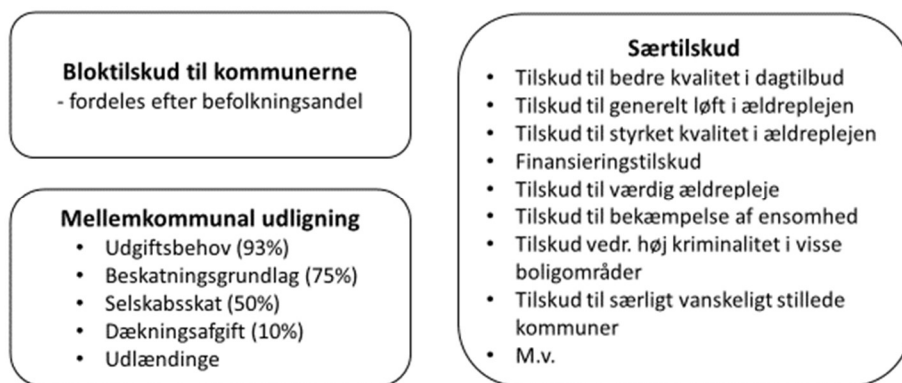 Bloktilskud til kommunerne
- fordeles efter befolkningsandel
Mellemkommunal udligning
• Udgiftsbehov (93%)
• Beskatningsgrundlag (75%)
• Selskabsskat (50%)
• Dækningsafgift (10%)
• Udlændinge
Særtilskud
• Tilskud til bedre kvalitet i dagtilbud
• Tilskud til generelt løft i ældreplejen
• Tilskud til styrket kvalitet i ældreplejen
• Finansieringstilskud
• Tilskud til værdig ældrepleje
• Tilskud til bekæmpelse af ensomhed
• Tilskud vedr. høj kriminalitet i visse
boligområder
• Tilskud til særligt vanskeligt stillede
kommuner
• M.v.